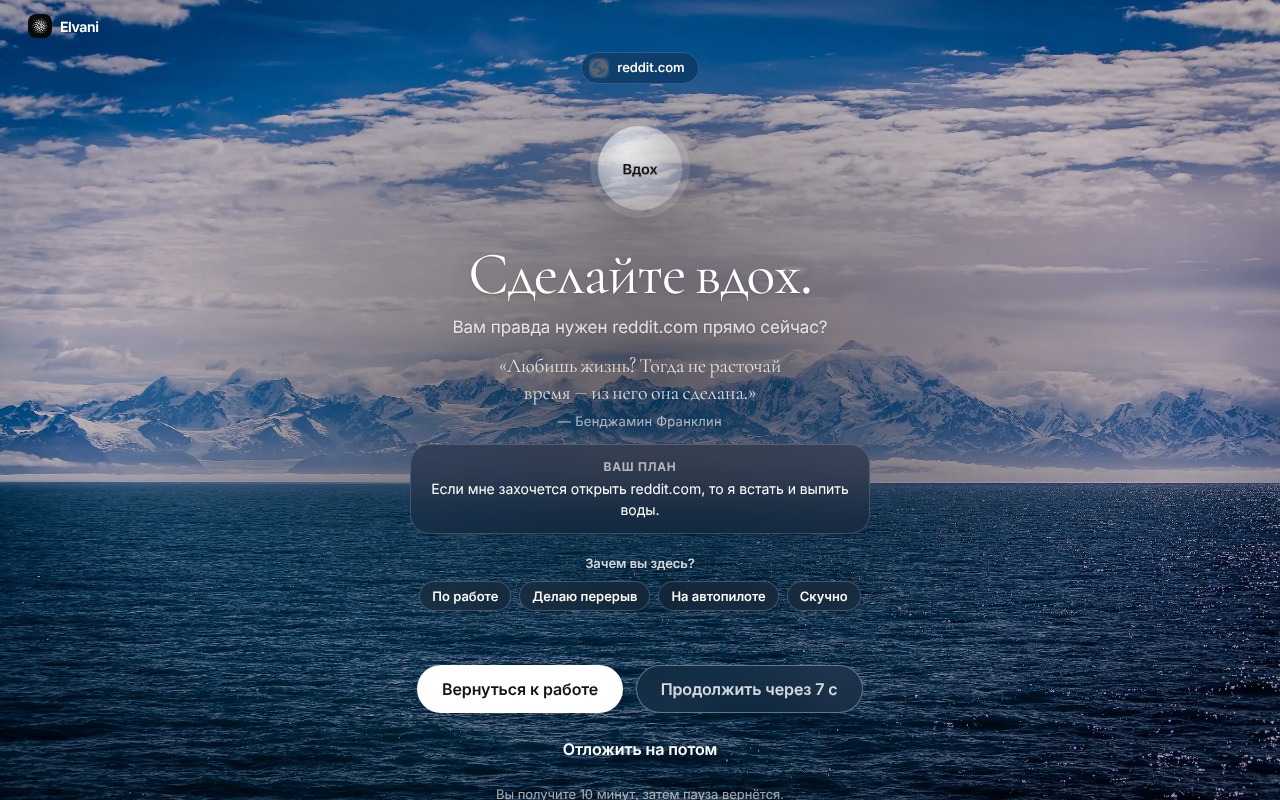 Elvani
reddit.com
Вдох
Сделайте вдох.
Вам правда нужен reddit.com прямо сейчас?
«Любишь жизнь? Тогда не расточай
время — из него она сделана.»
— Бенджамин Франклин
ВАШ ПЛАН
Если мне захочется открыть reddit.com, то я встать и выпить
воды.
Зачем вы здесь?
По работе
Делаю перерыв
На автопилоте
Скучно
Вернуться к работе
Продолжить через 7 с
Отложить на потом
Вы получите 10 минут, затем пауза вернётся.